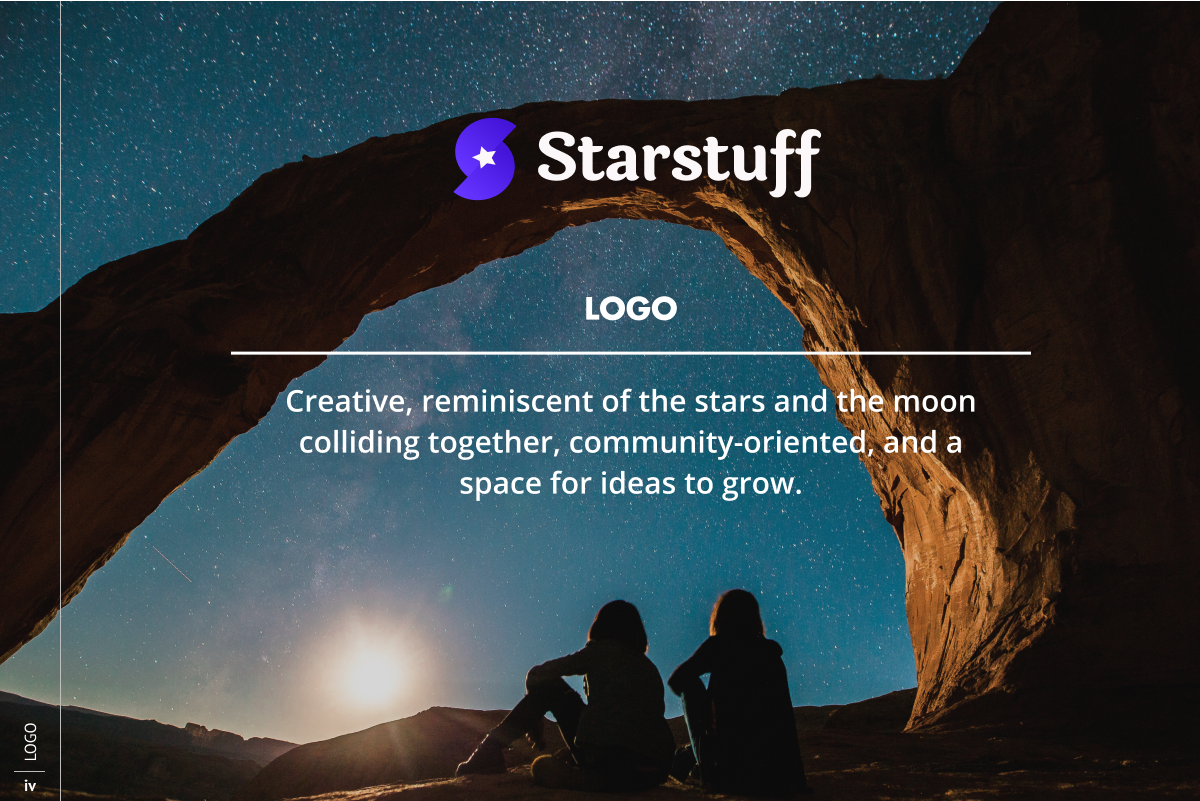 Starstuff
LOGO
Creative, reminiscent of the stars and the moon
colliding together, community-oriented, and a
space for ideas to grow.
LOGO
iv